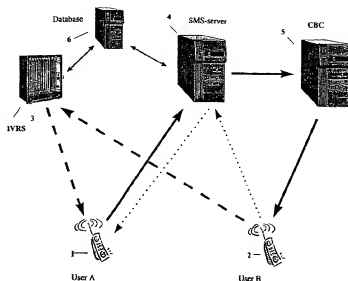 Database
6
4
SMS-server
5
CBC
3
IVRS
1
User A
2
User B